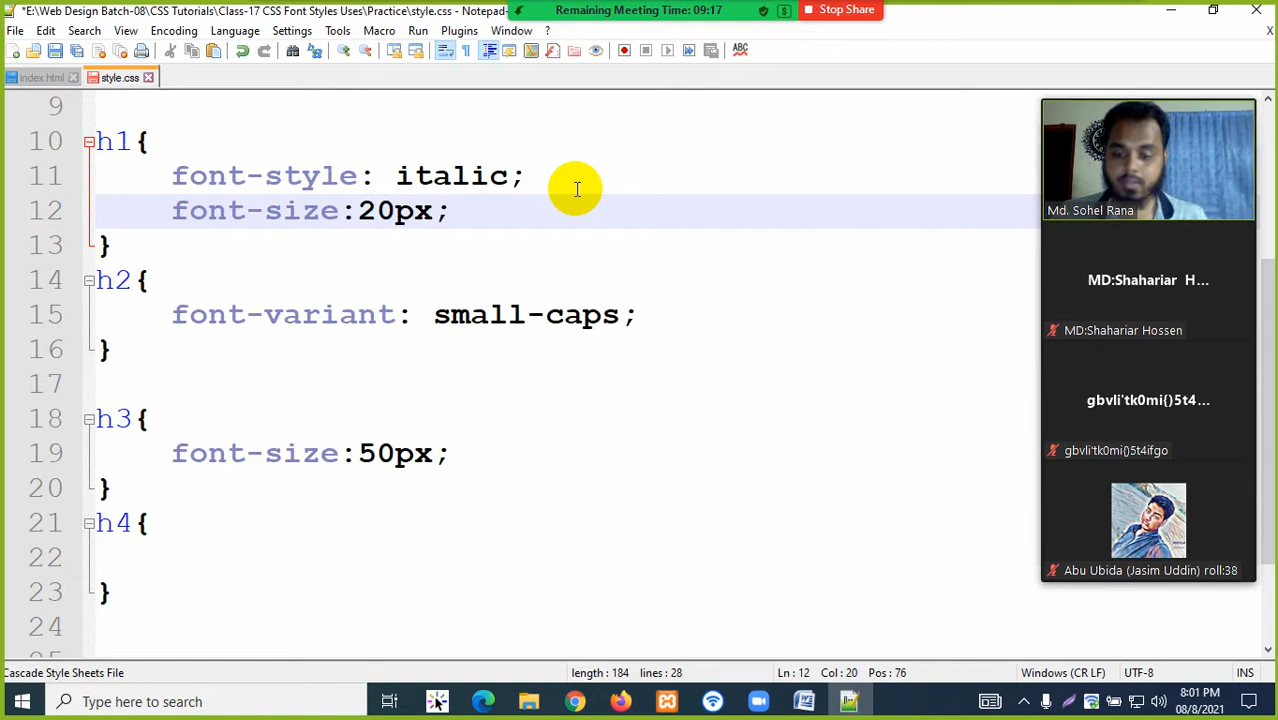 *E:\Web Design Batch-08\CSS Tutorials\Class-17 CSS Font Styles Uses\Practice\style.css - Notepad
Remaining Meeting Time: 09:17
Stop Share
File Edit Search View Encoding Language Settings Tools Macro Run Plugins Window ? X
ABC
index.html style.css
9
10 h1{
11 font-style: italic;
12 font-size:20px;
13 }
14 h2{
15 font-variant: small-caps;
16 }
17
18 h3{
19 font-size:50px;
20 }
21 h4{
22
23 }
24
Md. Sohel Rana
MD:Shahariar H...
MD:Shahariar Hossen
gbvli'tk0mi{)5t4...
gbvli'tk0mi{)5t4ifgo
Abu Ubida (Jasim Uddin) roll:38
Cascade Style Sheets File length : 184 lines : 28 Ln : 12 Col : 20 Pos : 76 Windows (CR LF) UTF-8 INS
Type here to search
8:01 PM
08/8/2021